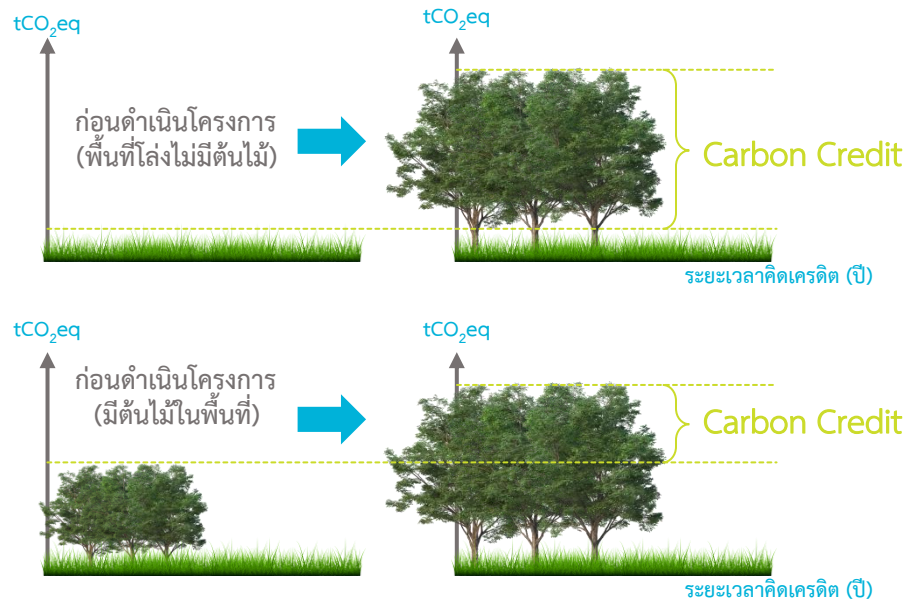 tCO₂eq
tCO₂eq
ก่อนดำเนินโครงการ
(พื้นที่โล่งไม่มีต้นไม้)
Carbon Credit
ระยะเวลาคิดเครดิต (ปี)
tCO₂eq
tCO₂eq
ก่อนดำเนินโครงการ
(มีต้นไม้ในพื้นที่)
Carbon Credit
ระยะเวลาคิดเครดิต (ปี)